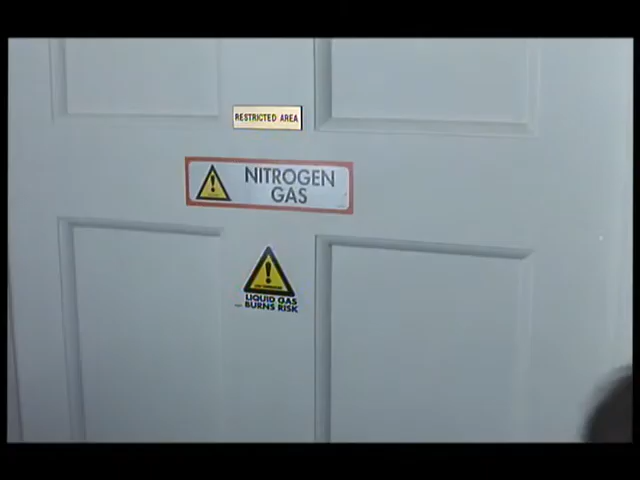 RESTRICTED AREA
NITROGEN
GAS
LIQUID GAS
BURNS RISK